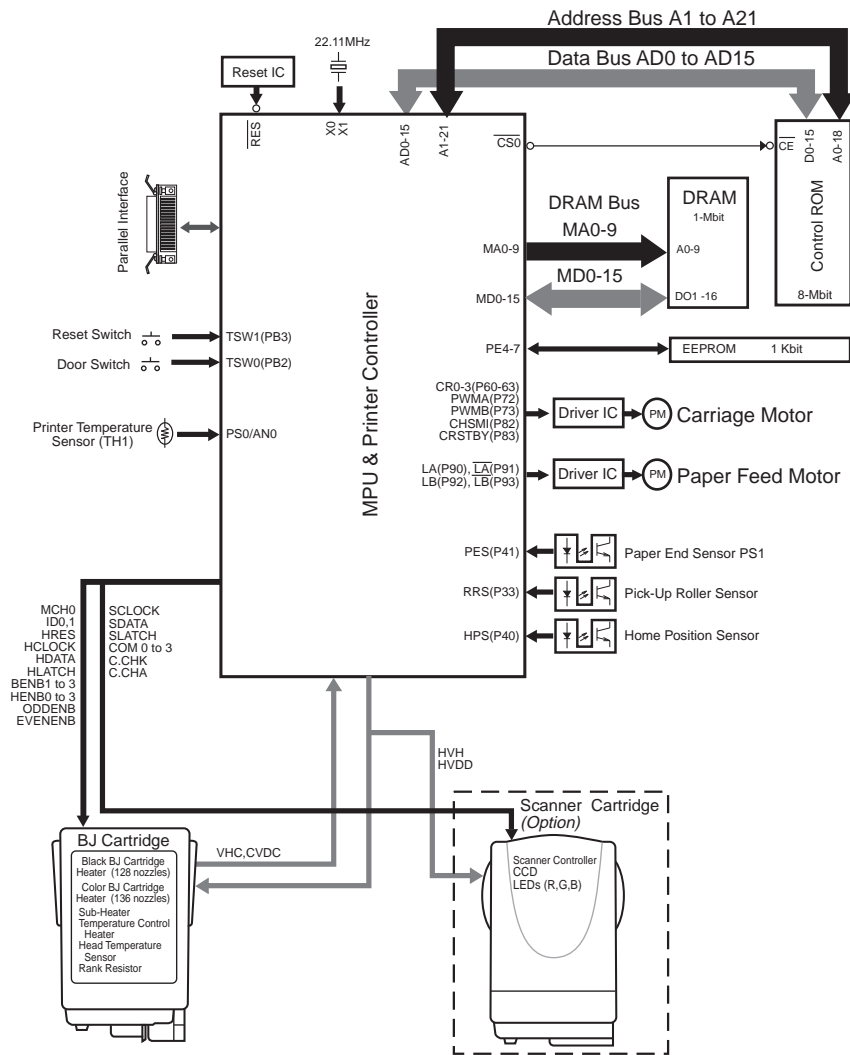 Address Bus A1 to A21
22.11MHz
Data Bus AD0 to AD15
Reset IC
RES
X0
X1
AD0-15
A1-21
CS0
CE
D0-15
A0-18
Control ROM
8-Mbit
Parallel Interface
DRAM Bus
MA0-9
DRAM
1-Mbit
MA0-9
A0-9
MD0-15
MD0-15
DO1 -16
MPU & Printer Controller
Reset Switch
TSW1(PB3)
Door Switch
TSW0(PB2)
PE4-7
EEPROM 1 Kbit
Printer Temperature
Sensor (TH1)
PS0/AN0
CR0-3(P60-63)
PWMA(P72)
PWMB(P73)
CHSMI(P82)
CRSTBY(P83)
Driver IC
PM
Carriage Motor
LA(P90), LA(P91)
LB(P92), LB(P93)
Driver IC
PM
Paper Feed Motor
PES(P41)
Paper End Sensor PS1
RRS(P33)
Pick-Up Roller Sensor
HPS(P40)
Home Position Sensor
MCH0
ID0,1
HRES
HCLOCK
HDATA
HLATCH
BENB1 to 3
HENB0 to 3
ODDENB
EVENENB
SCLOCK
SDATA
SLATCH
COM 0 to 3
C.CHK
C.CHA
HVH
HVDD
VHC,CVDC
BJ Cartridge
Black BJ Cartridge
Heater (128 nozzles)
Color BJ Cartridge
Heater (136 nozzles)
Sub-Heater
Temperature Control
Heater
Head Temperature
Sensor
Rank Resistor
Scanner Cartridge
(Option)
Scanner Controller
CCD
LEDs (R,G,B)